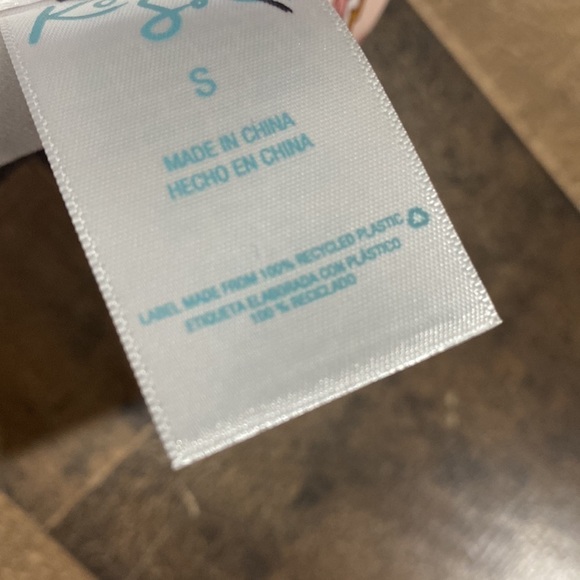 S
MADE IN CHINA
HECHO EN CHINA
LABEL MADE FROM 100% RECYCLED PLASTIC
ETIQUETA ELABORADA CON PLÁSTICO
100 % RECICLADO